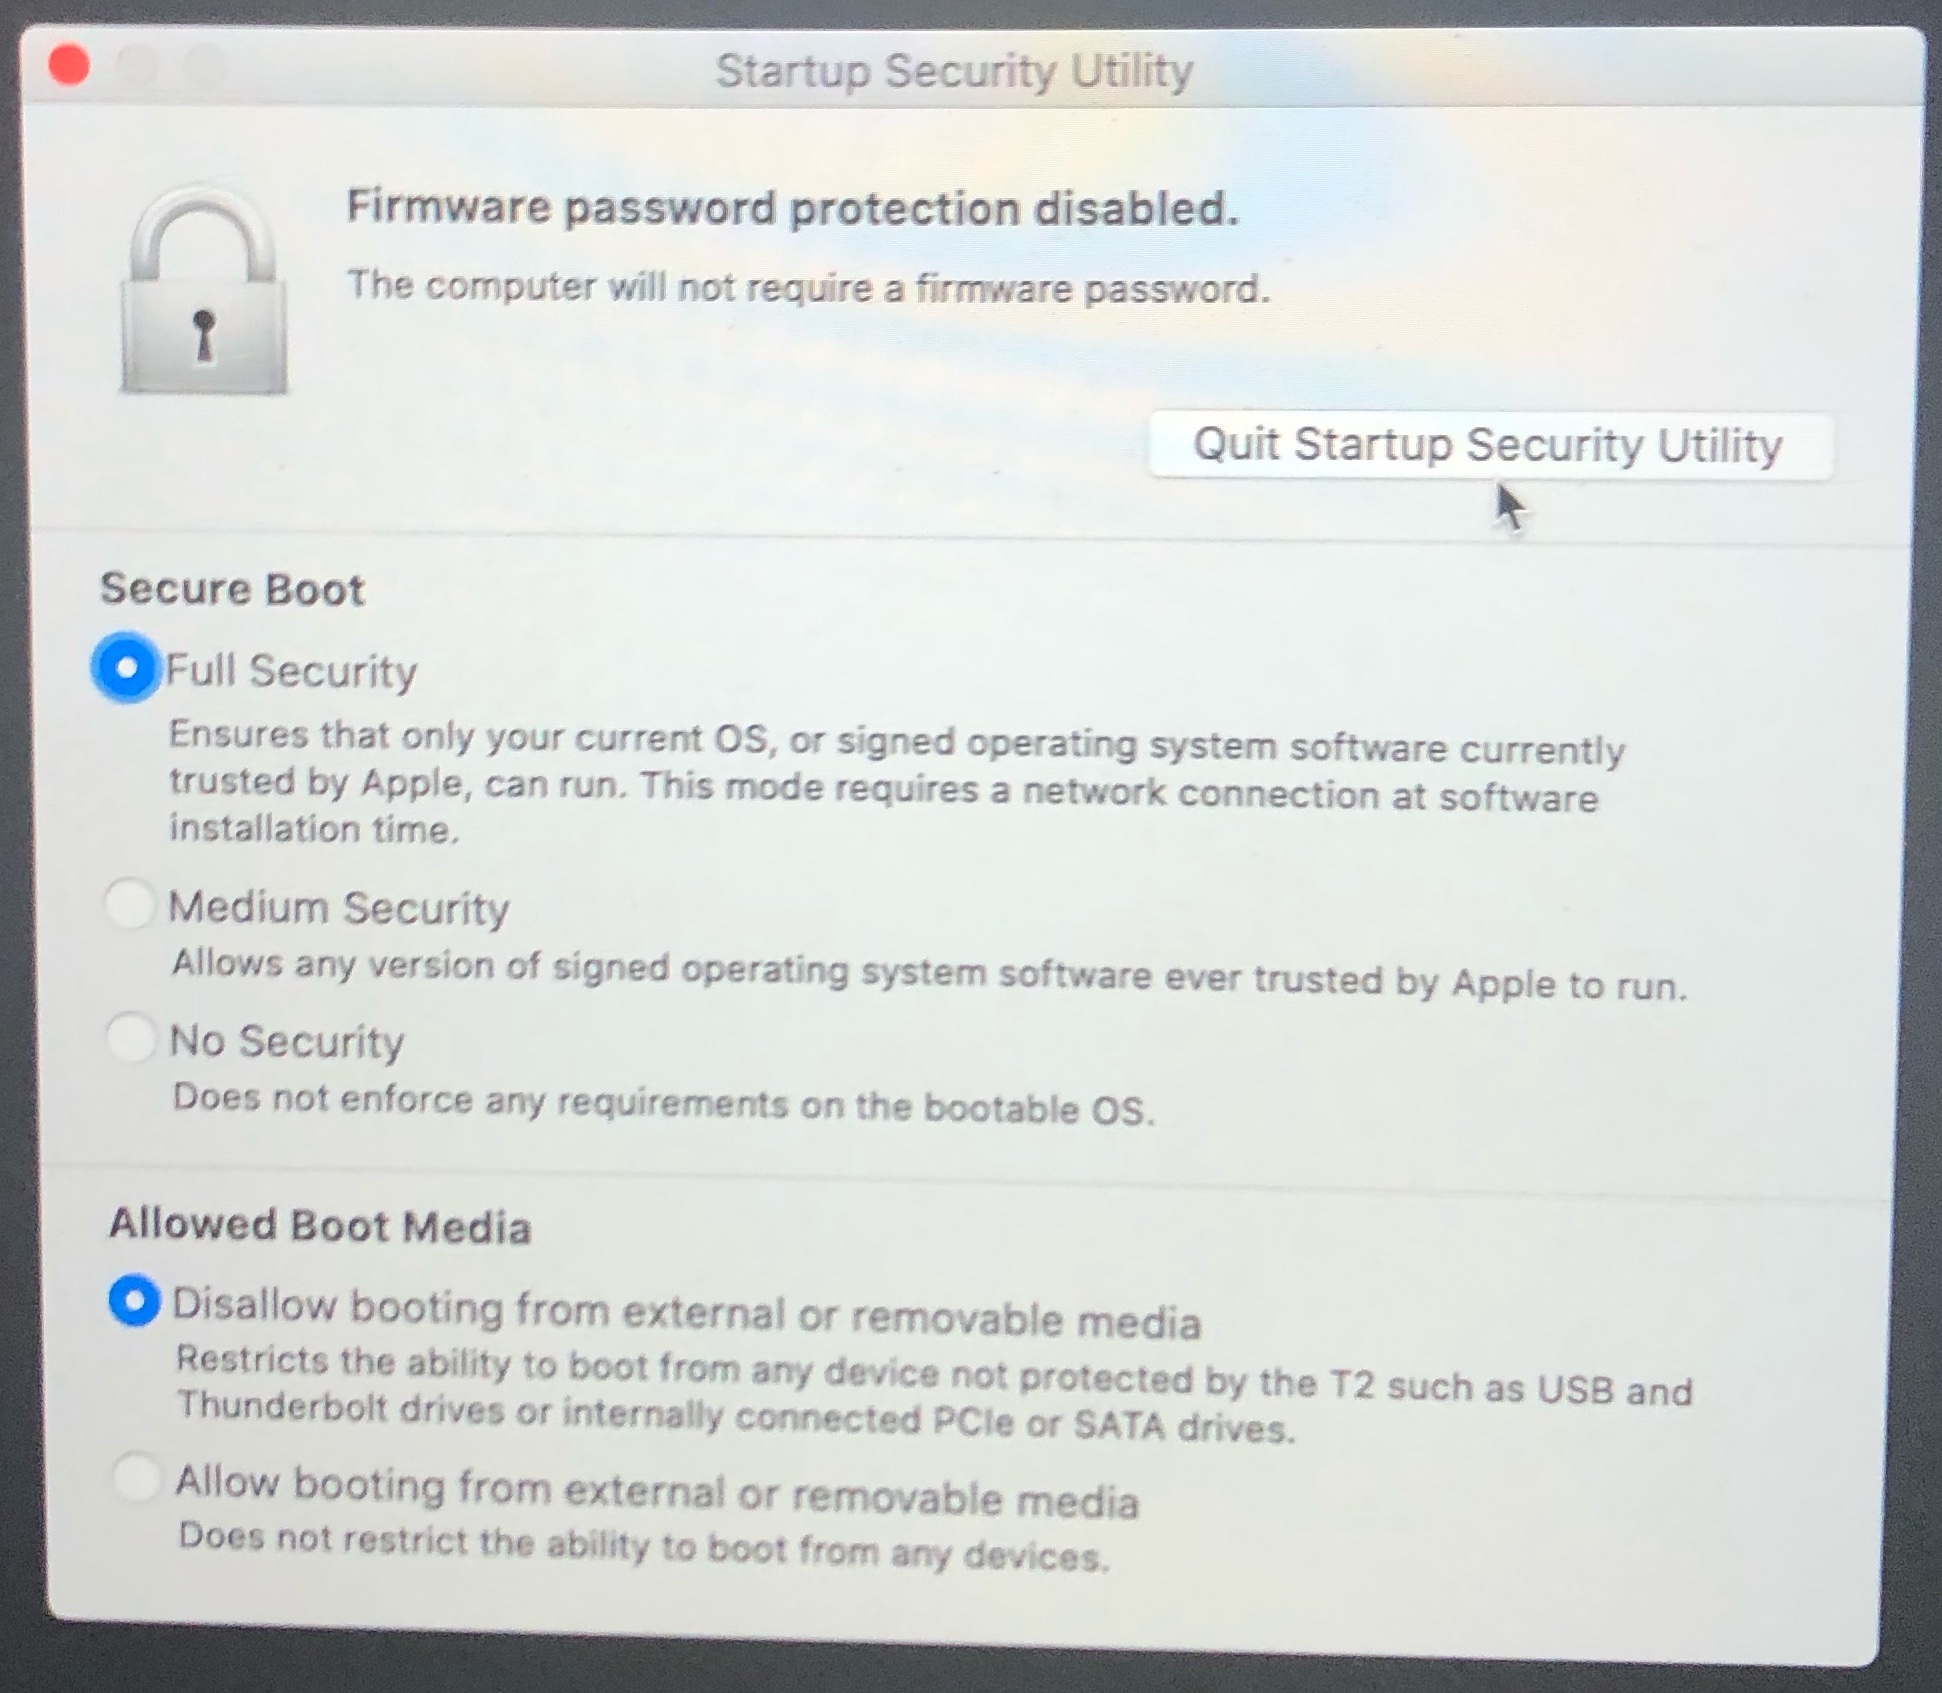 Startup Security Utility
Firmware password protection disabled.
The computer will not require a firmware password.
Quit Startup Security Utility
Secure Boot
Full Security
Ensures that only your current OS, or signed operating system software currently
trusted by Apple, can run. This mode requires a network connection at software
installation time.
Medium Security
Allows any version of signed operating system software ever trusted by Apple to run.
No Security
Does not enforce any requirements on the bootable OS.
Allowed Boot Media
Disallow booting from external or removable media
Restricts the ability to boot from any device not protected by the T2 such as USB and
Thunderbolt drives or internally connected PCIe or SATA drives.
Allow booting from external or removable media
Does not restrict the ability to boot from any devices.